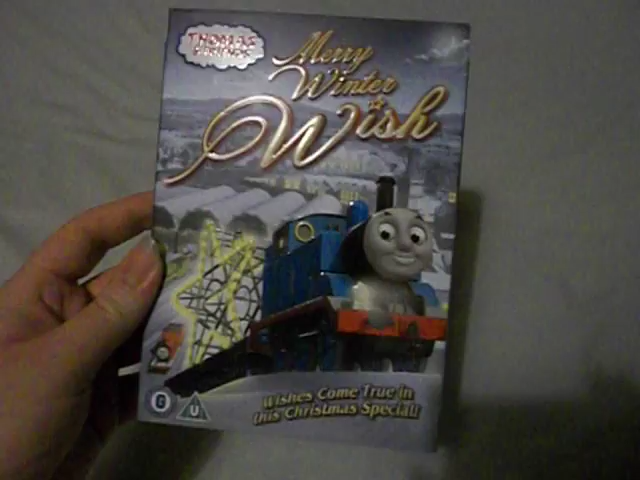 THOMAS
& FRIENDS
Merry
Winter
Wish
Wishes Come True in
this Christmas Special!
G U